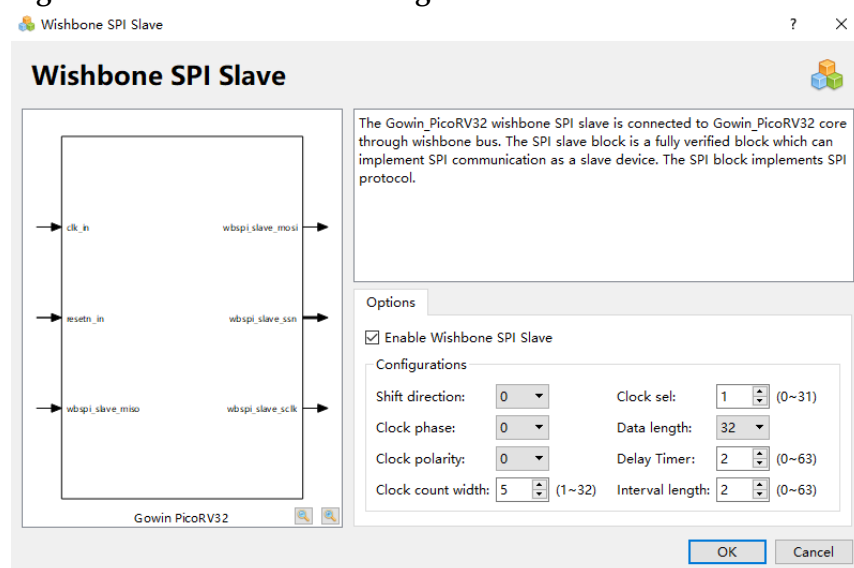 Wishbone SPI Slave
?
Wishbone SPI Slave
clk_in
wbspi_slave_mosi
resetn_in
wbspi_slave_ssn
wbspi_slave_miso
wbspi_slave_sclk
Gowin PicoRV32
The Gowin_PicoRV32 wishbone SPI slave is connected to Gowin_PicoRV32 core
through wishbone bus. The SPI slave block is a fully verified block which can
implement SPI communication as a slave device. The SPI block implements SPI
protocol.
Options
Enable Wishbone SPI Slave
Configurations
Shift direction: 0 Clock sel: 1 (0~31)
Clock phase: 0 Data length: 32
Clock polarity: 0 Delay Timer: 2 (0~63)
Clock count width: 5 (1~32) Interval length: 2 (0~63)
OK Cancel